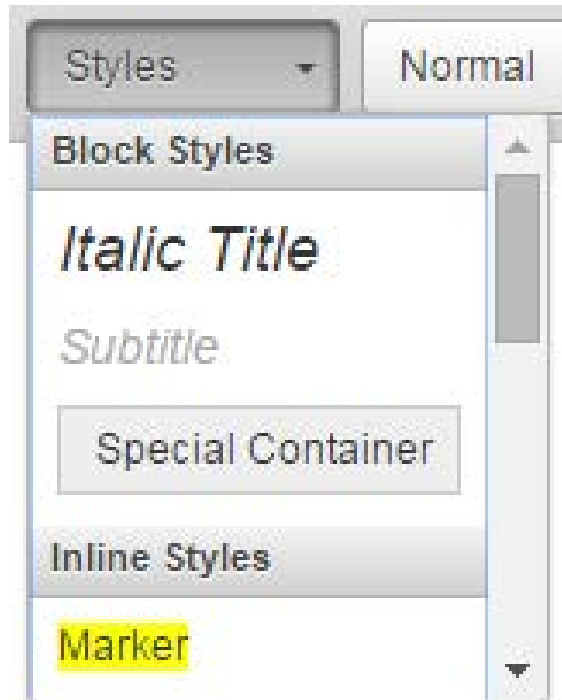 Styles Normal
Block Styles
Italic Title
Subtitle
Special Container
Inline Styles
Marker